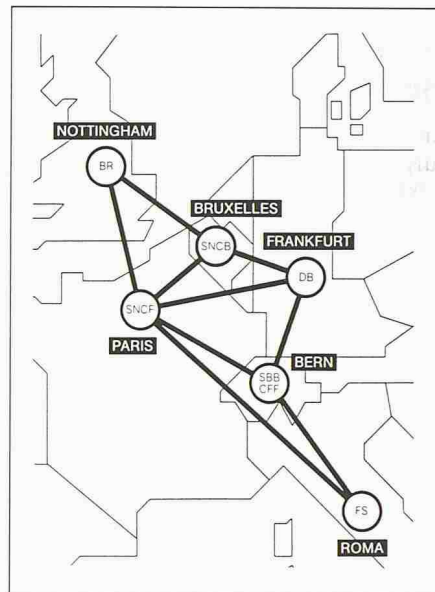 NOTTINGHAM
BR
BRUXELLES
SNCB
FRANKFURT
DB
SNCF
PARIS
BERN
SBB
CFF
FS
ROMA